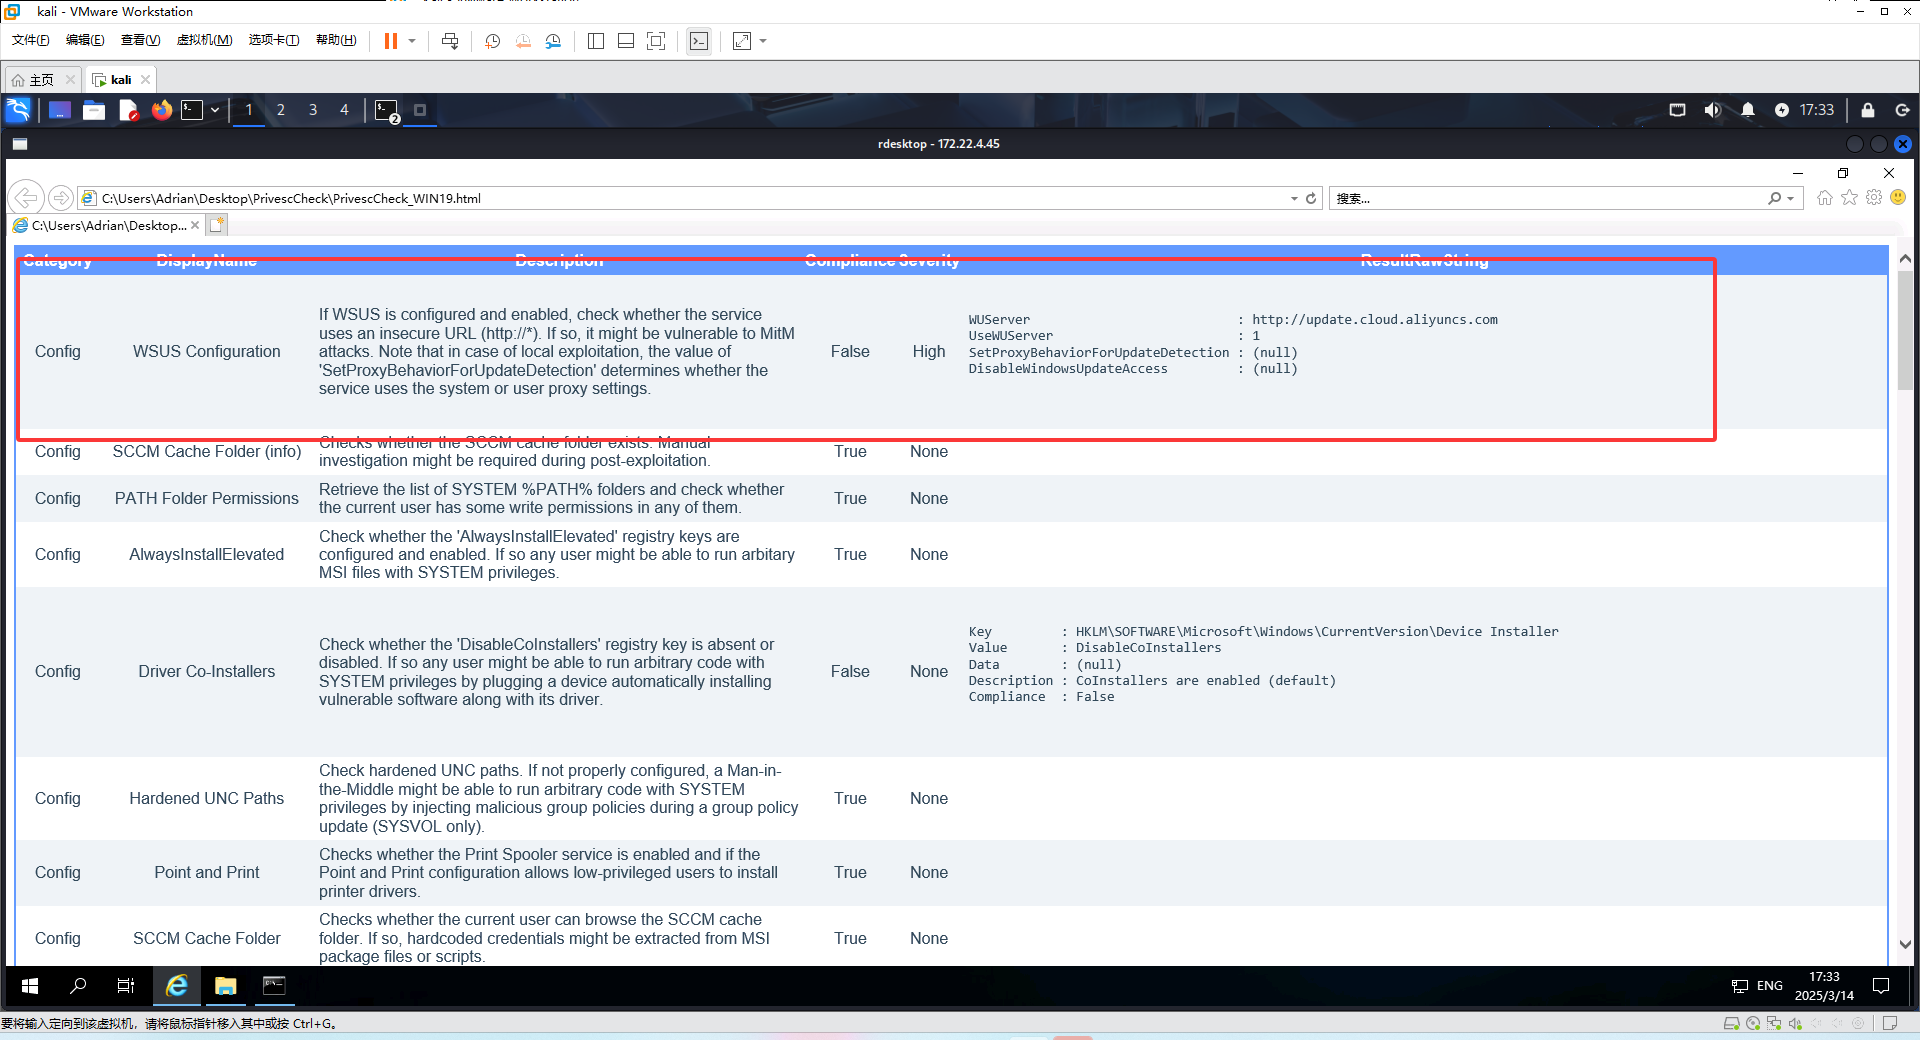 kali - VMware Workstation
文件(F) 编辑(E) 查看(V) 虚拟机(M) 选项卡(T) 帮助(H)
主页 kali
1 2 3 4 2 17:33
rdesktop - 172.22.4.45
C:\Users\Adrian\Desktop\PrivescCheck\PrivescCheck_WIN19.html 搜索...
C:\Users\Adrian\Desktop...
Category DisplayName Description Compliance Severity ResultRawString
If WSUS is configured and enabled, check whether the service
uses an insecure URL (http://*). If so, it might be vulnerable to MitM
attacks. Note that in case of local exploitation, the value of
'SetProxyBehaviorForUpdateDetection' determines whether the
service uses the system or user proxy settings.
Config WSUS Configuration False High
WUServer : http://update.cloud.aliyuncs.com
UseWUServer : 1
SetProxyBehaviorForUpdateDetection : (null)
DisableWindowsUpdateAccess : (null)
Checks whether the SCCM cache folder exists. Manual
investigation might be required during post-exploitation.
Config SCCM Cache Folder (info) True None
Retrieve the list of SYSTEM %PATH% folders and check whether
the current user has some write permissions in any of them.
Config PATH Folder Permissions True None
Check whether the 'AlwaysInstallElevated' registry keys are
configured and enabled. If so any user might be able to run arbitary
MSI files with SYSTEM privileges.
Config AlwaysInstallElevated True None
Check whether the 'DisableCoInstallers' registry key is absent or
disabled. If so any user might be able to run arbitrary code with
SYSTEM privileges by plugging a device automatically installing
vulnerable software along with its driver.
Config Driver Co-Installers False None
Key : HKLM\SOFTWARE\Microsoft\Windows\CurrentVersion\Device Installer
Value : DisableCoInstallers
Data : (null)
Description : CoInstallers are enabled (default)
Compliance : False
Check hardened UNC paths. If not properly configured, a Man-in-
the-Middle might be able to run arbitrary code with SYSTEM
privileges by injecting malicious group policies during a group policy
update (SYSVOL only).
Config Hardened UNC Paths True None
Checks whether the Print Spooler service is enabled and if the
Point and Print configuration allows low-privileged users to install
printer drivers.
Config Point and Print True None
Checks whether the current user can browse the SCCM cache
folder. If so, hardcoded credentials might be extracted from MSI
package files or scripts.
Config SCCM Cache Folder True None
ENG 17:33
2025/3/14
要将输入定向到该虚拟机，请将鼠标指针移入其中或按 Ctrl+G。